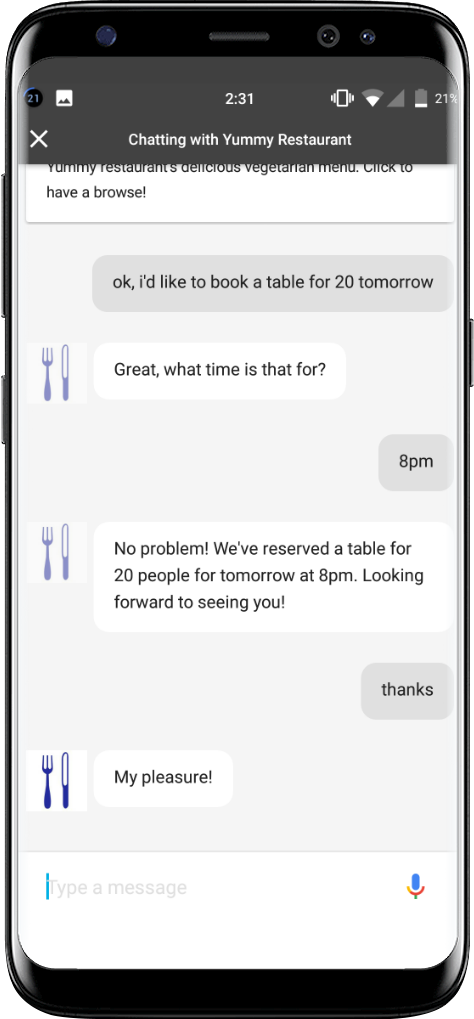 21
2:31
21%
Chatting with Yummy Restaurant
Yummy restaurant's delicious vegetarian menu. Click to
have a browse!
ok, i'd like to book a table for 20 tomorrow
Great, what time is that for?
8pm
No problem! We've reserved a table for
20 people for tomorrow at 8pm. Looking
forward to seeing you!
thanks
My pleasure!
Type a message